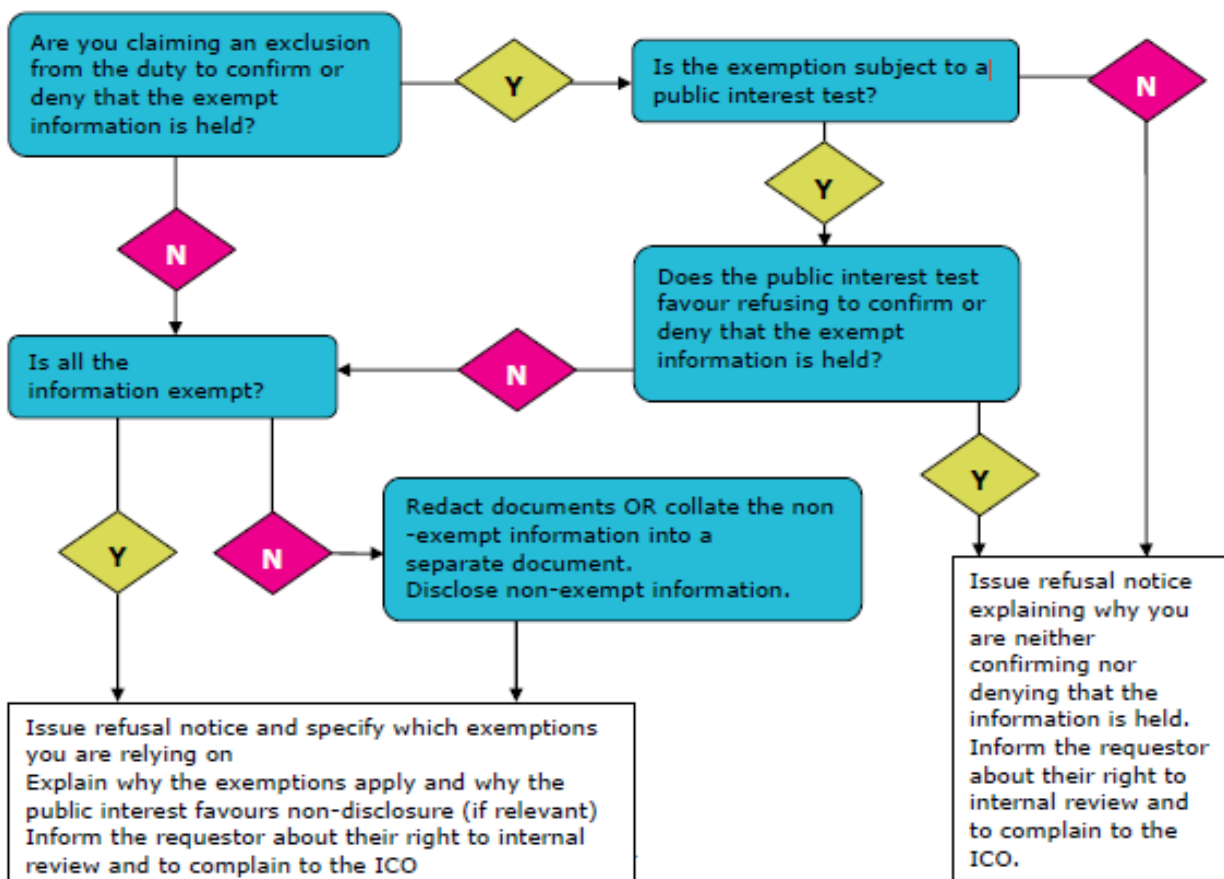 Are you claiming an exclusion
from the duty to confirm or
deny that the exempt
information is held?
Y
Is the exemption subject to a
public interest test?
N
Y
N
Does the public interest test
favour refusing to confirm or
deny that the exempt
information is held?
Is all the
information exempt?
N
Y
Y
N
Redact documents OR collate the non
-exempt information into a
separate document.
Disclose non-exempt information.
Issue refusal notice
explaining why you
are neither
confirming nor
denying that the
information is held.
Inform the requestor
about their right to
internal review and
to complain to the
ICO.
Issue refusal notice and specify which exemptions
you are relying on
Explain why the exemptions apply and why the
public interest favours non-disclosure (if relevant)
Inform the requestor about their right to internal
review and to complain to the ICO